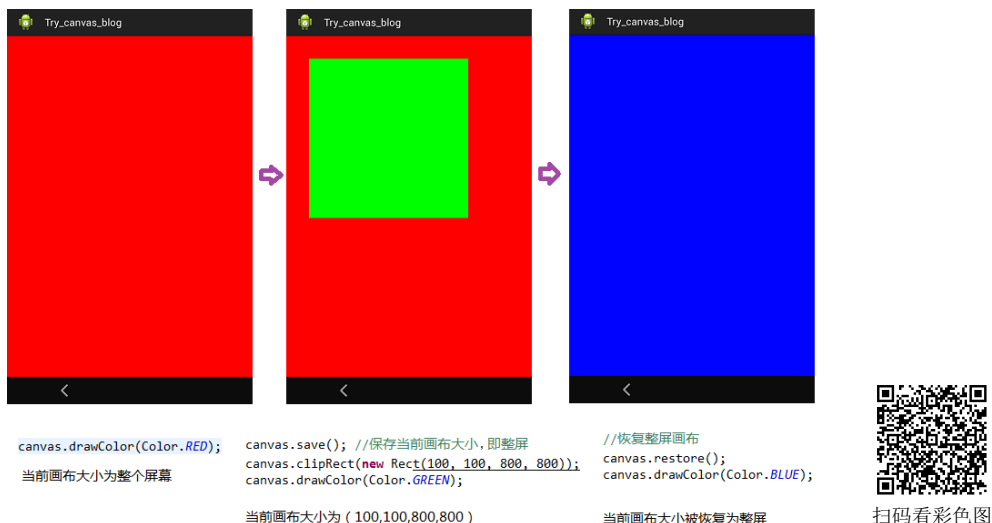 Try_canvas_blog
Try_canvas_blog
Try_canvas_blog
canvas.drawColor(Color.RED);
当前画布大小为整个屏幕
canvas.save(); //保存当前画布大小，即整屏
canvas.clipRect(new Rect(100, 100, 800, 800));
canvas.drawColor(Color.GREEN);
当前画布大小为（100,100,800,800）
//恢复整屏画布
canvas.restore();
canvas.drawColor(Color.BLUE);
当前画布大小被恢复为整屏
扫码看彩色图